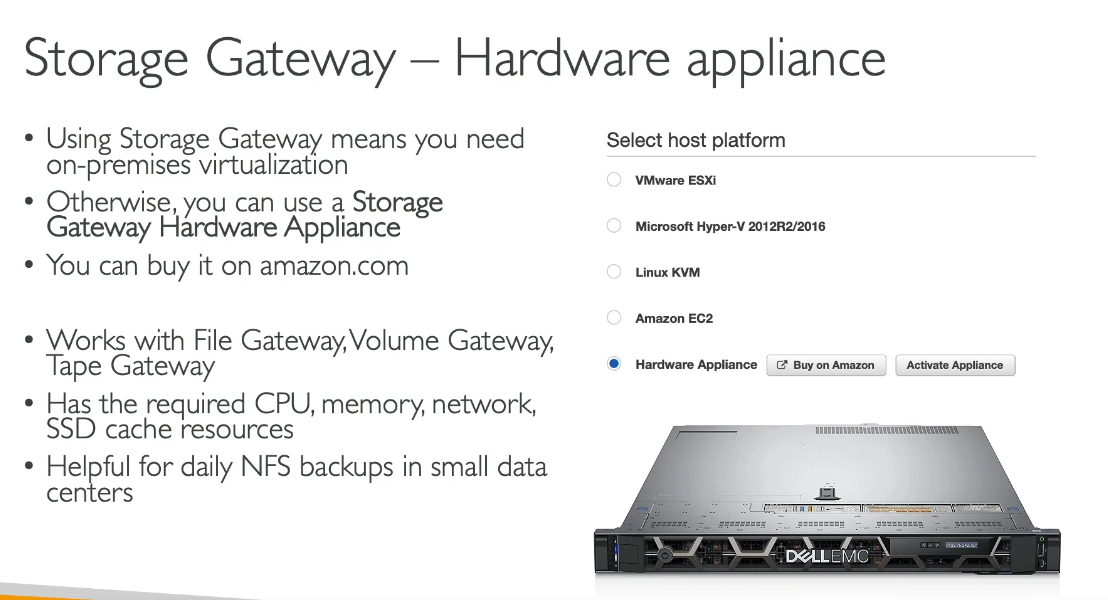 Storage Gateway – Hardware appliance
• Using Storage Gateway means you need
on-premises virtualization
• Otherwise, you can use a Storage
Gateway Hardware Appliance
• You can buy it on amazon.com
• Works with File Gateway, Volume Gateway,
Tape Gateway
• Has the required CPU, memory, network,
SSD cache resources
• Helpful for daily NFS backups in small data
centers
Select host platform
VMware ESXi
Microsoft Hyper-V 2012R2/2016
Linux KVM
Amazon EC2
Hardware Appliance Buy on Amazon Activate Appliance
DELLEMC